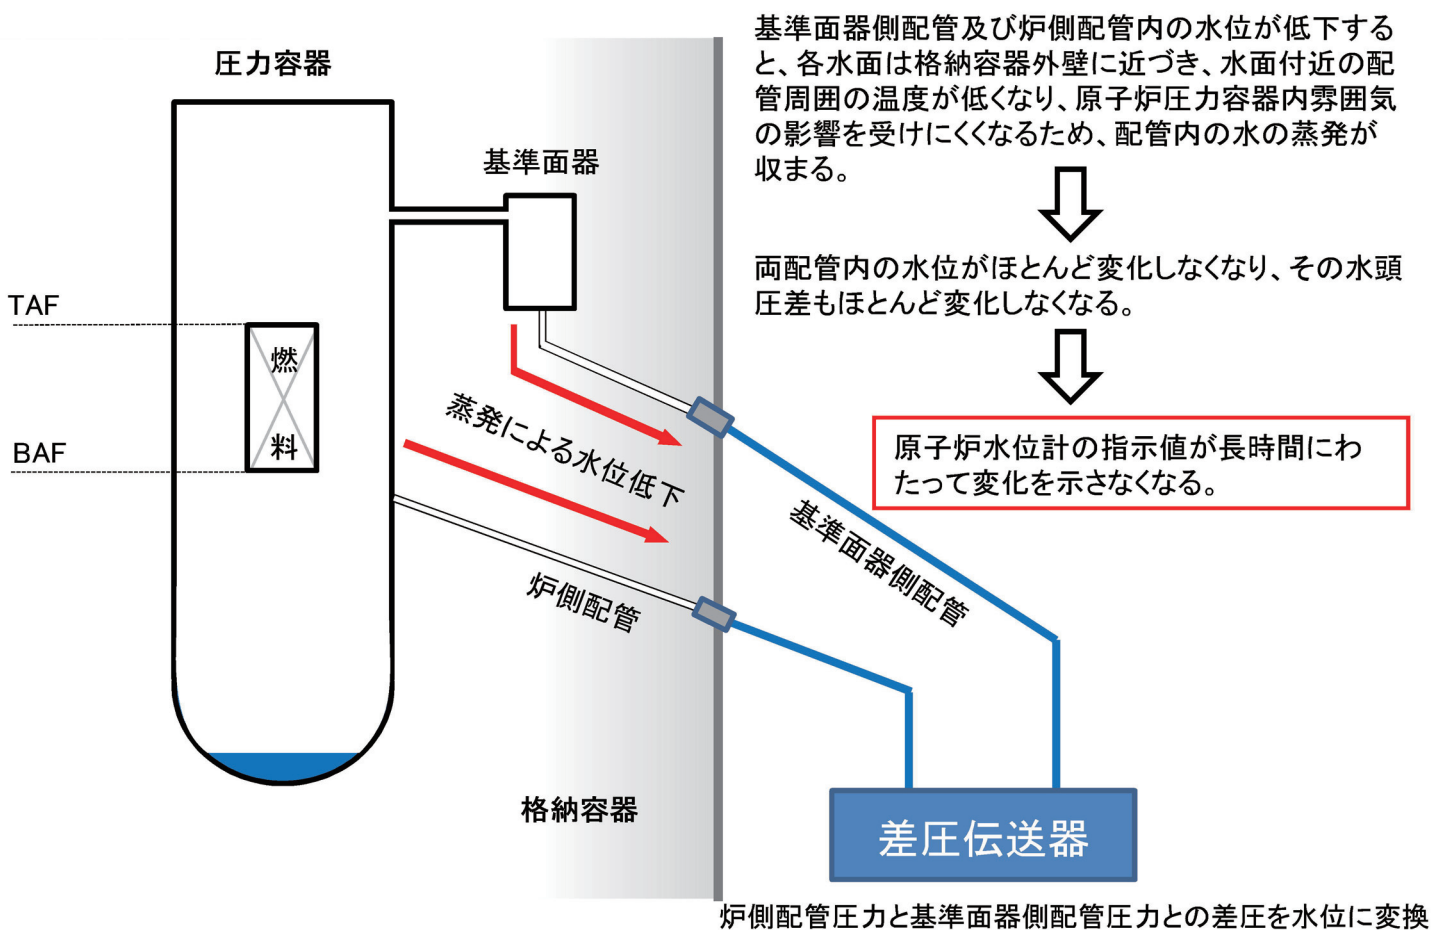 圧力容器
基準面器
TAF
燃
料
BAF
蒸発による水位低下
炉側配管
基準面器側配管
格納容器
差圧伝送器
炉側配管圧力と基準面器側配管圧力との差圧を水位に変換
基準面器側配管及び炉側配管内の水位が低下する
と、各水面は格納容器外壁に近づき、水面付近の配
管周囲の温度が低くなり、原子炉圧力容器内雰囲気
の影響を受けにくくなるため、配管内の水の蒸発が
収まる。
両配管内の水位がほとんど変化しなくなり、その水頭
圧差もほとんど変化しなくなる。
原子炉水位計の指示値が長時間にわ
たって変化を示さなくなる。